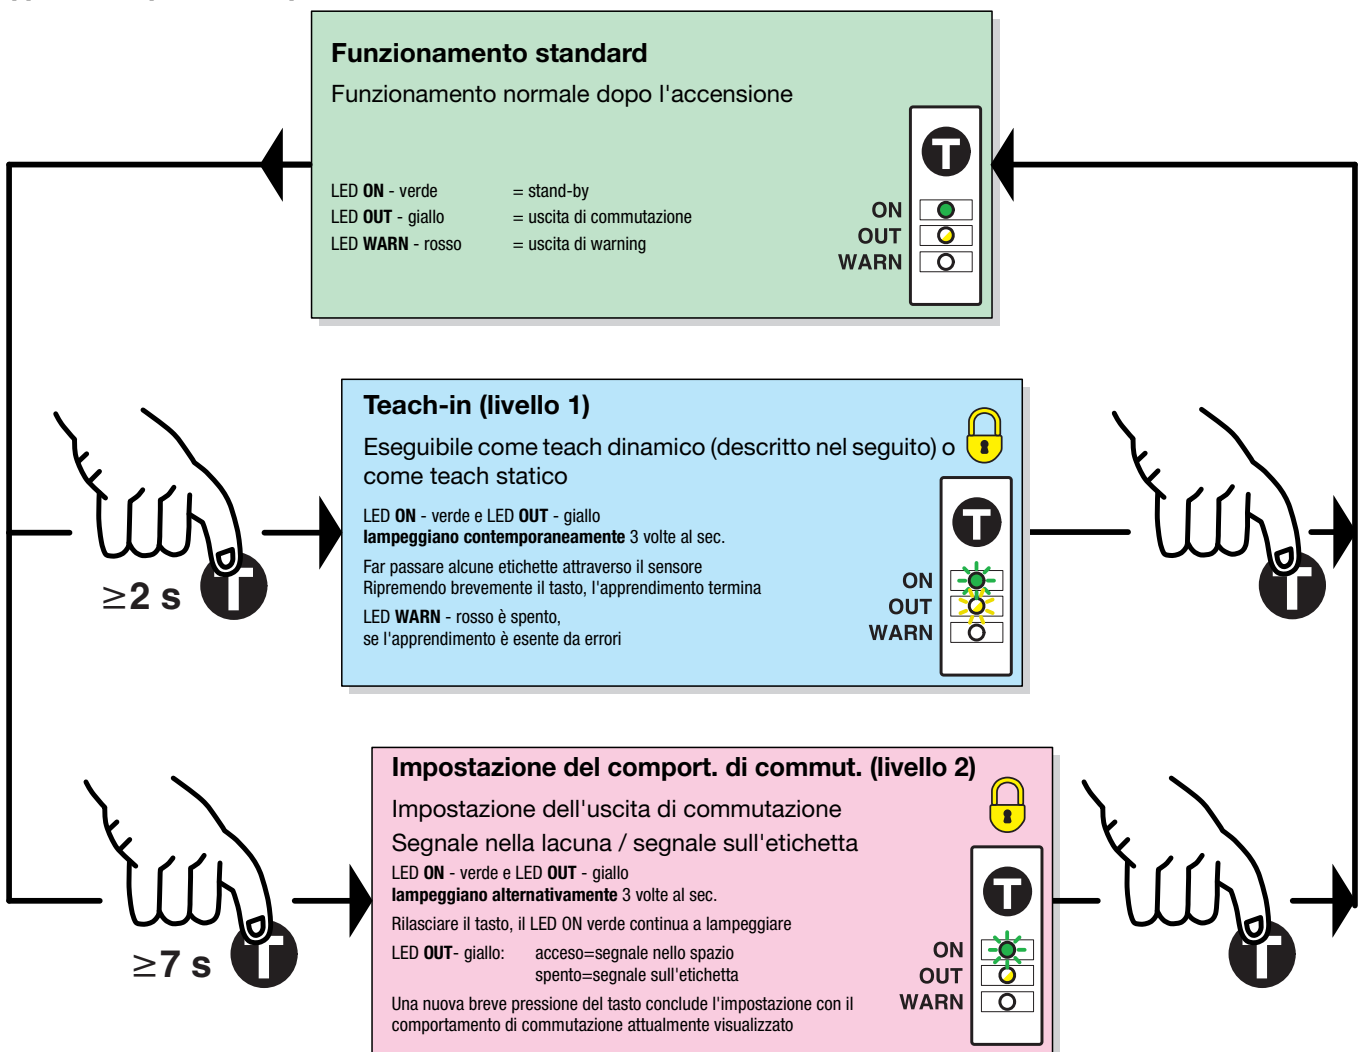 Funzionamento standard
Funzionamento normale dopo l'accensione
LED ON - verde = stand-by
LED OUT - giallo = uscita di commutazione
LED WARN - rosso = uscita di warning
T
ON
OUT
WARN
Teach-in (livello 1)
Eseguibile come teach dinamico (descritto nel seguito) o
come teach statico
LED ON - verde e LED OUT - giallo
lampeggiano contemporaneamente 3 volte al sec.
Far passare alcune etichette attraverso il sensore
Ripremendo brevemente il tasto, l'apprendimento termina
LED WARN - rosso è spento,
se l'apprendimento è esente da errori
T
ON
OUT
WARN
≥2 s
T
T
Impostazione del comport. di commut. (livello 2)
Impostazione dell'uscita di commutazione
Segnale nella lacuna / segnale sull'etichetta
LED ON - verde e LED OUT - giallo
lampeggiano alternativamente 3 volte al sec.
Rilasciare il tasto, il LED ON verde continua a lampeggiare
LED OUT- giallo: acceso=segnale nello spazio
spento=segnale sull'etichetta
Una nuova breve pressione del tasto conclude l'impostazione con il
comportamento di commutazione attualmente visualizzato
T
ON
OUT
WARN
≥7 s
T
T